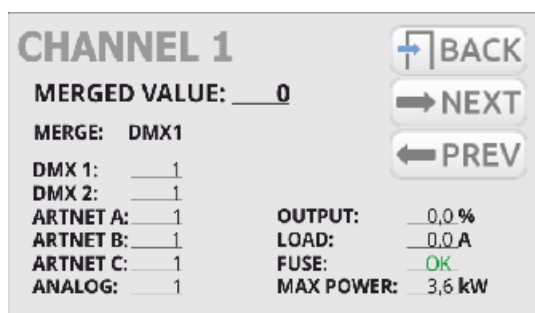 CHANNEL 1
BACK
MERGED VALUE: 0
NEXT
MERGE: DMX1
PREV
DMX 1: 1
DMX 2: 1
ARTNET A: 1
OUTPUT: 0,0 %
ARTNET B: 1
LOAD: 0,0 A
ARTNET C: 1
FUSE: OK
ANALOG: 1
MAX POWER: 3,6 kW